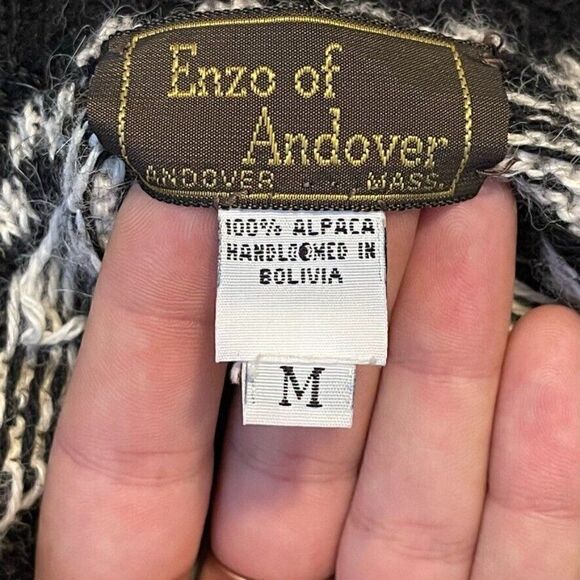 Enzo of
Andover
ANDOVER MASS.
100% ALPACA
HANDLOOMED IN
BOLIVIA
M